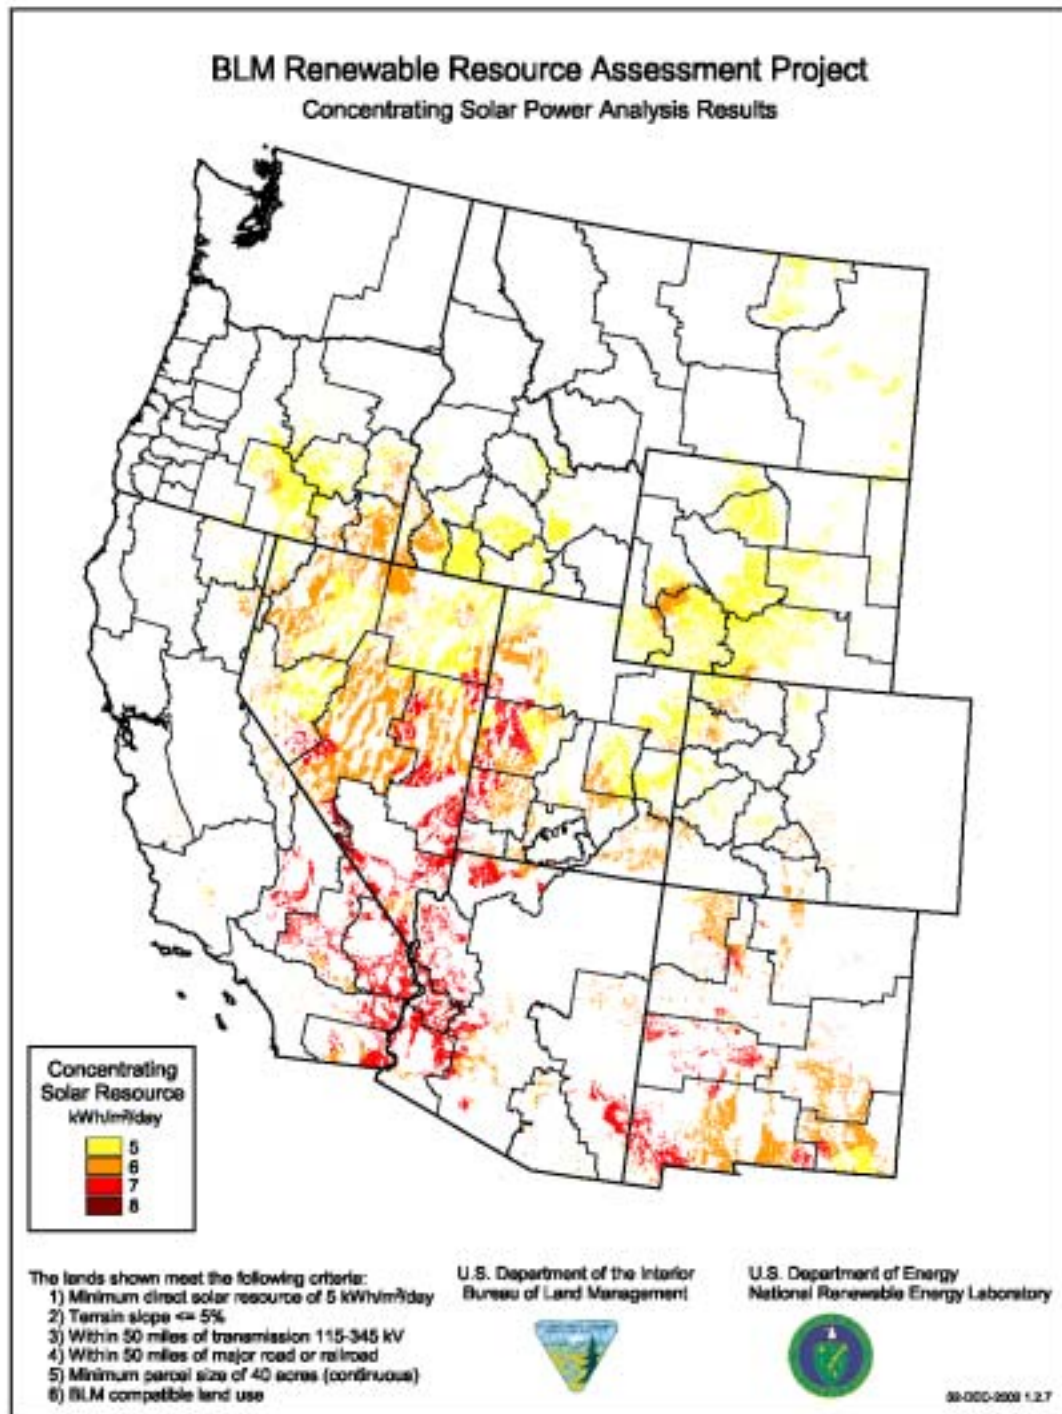 BLM Renewable Resource Assessment Project
Concentrating Solar Power Analysis Results
Concentrating
Solar Resource
kWh/m²/day
5
6
7
8
The lands shown meet the following criteria:
1) Minimum direct solar resource of 5 kWh/m²/day
2) Terrain slope <= 5%
3) Within 50 miles of transmission 115-345 kV
4) Within 50 miles of major road or railroad
5) Minimum parcel size of 40 acres (continuous)
6) BLM compatible land use
U.S. Department of the Interior
Bureau of Land Management
U.S. Department of Energy
National Renewable Energy Laboratory
1.2.7